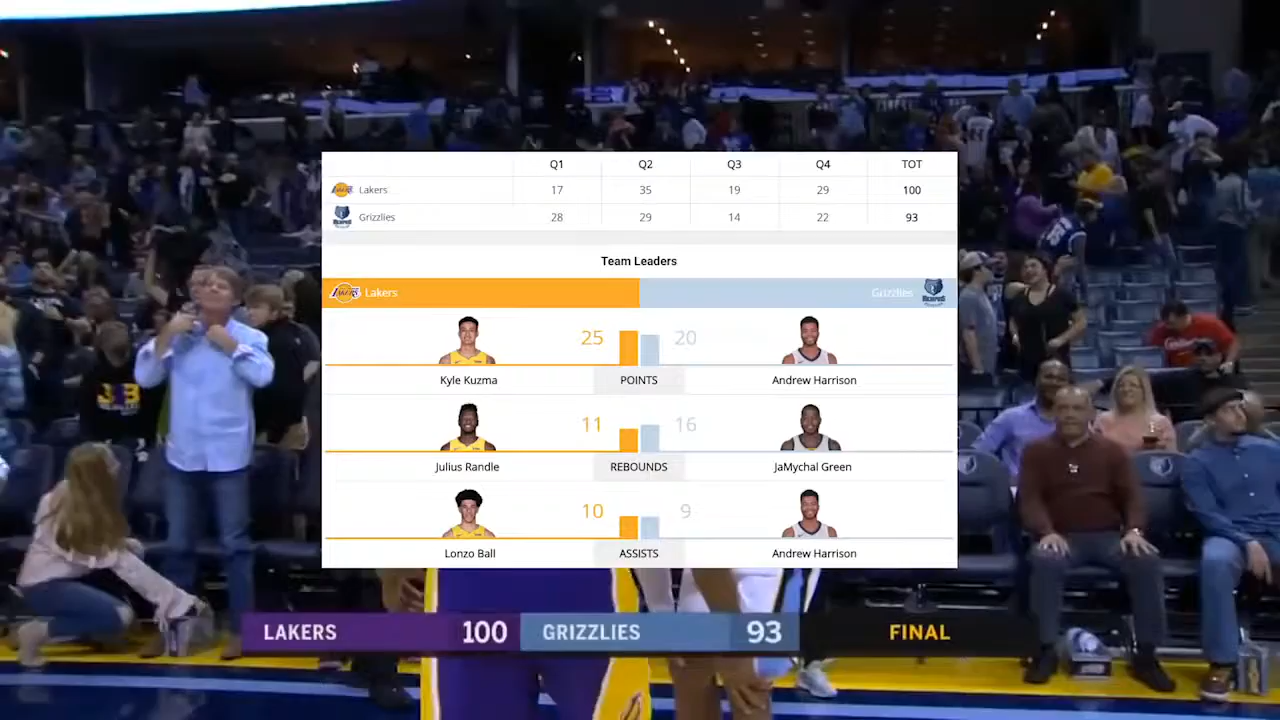 Q1 Q2 Q3 Q4 TOT
Lakers 17 35 19 29 100
Grizzlies 28 29 14 22 93
Team Leaders
LAKERS Lakers Grizzlies
25 20
Kyle Kuzma POINTS Andrew Harrison
11 16
Julius Randle REBOUNDS JaMychal Green
10 9
Lonzo Ball ASSISTS Andrew Harrison
LAKERS 100 GRIZZLIES 93 FINAL